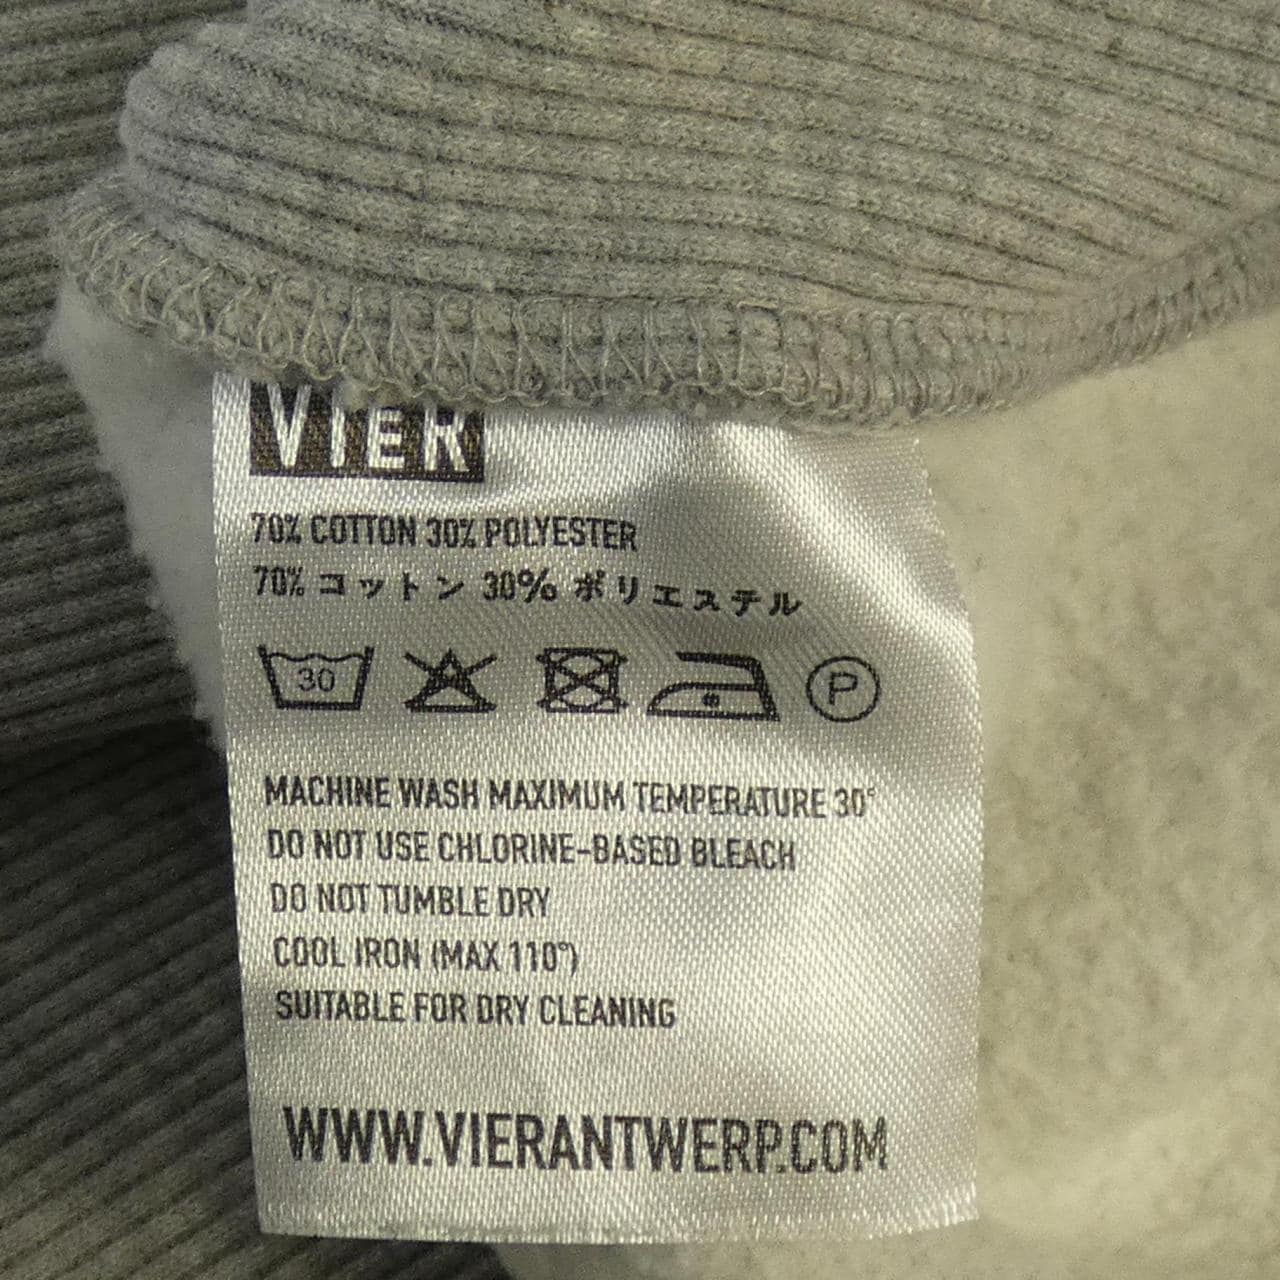 VIER
70% COTTON 30% POLYESTER
70% コットン 30% ポリエステル
30 P
MACHINE WASH MAXIMUM TEMPERATURE 30°
DO NOT USE CHLORINE-BASED BLEACH
DO NOT TUMBLE DRY
COOL IRON (MAX 110°)
SUITABLE FOR DRY CLEANING
WWW.VIERANTWERP.COM